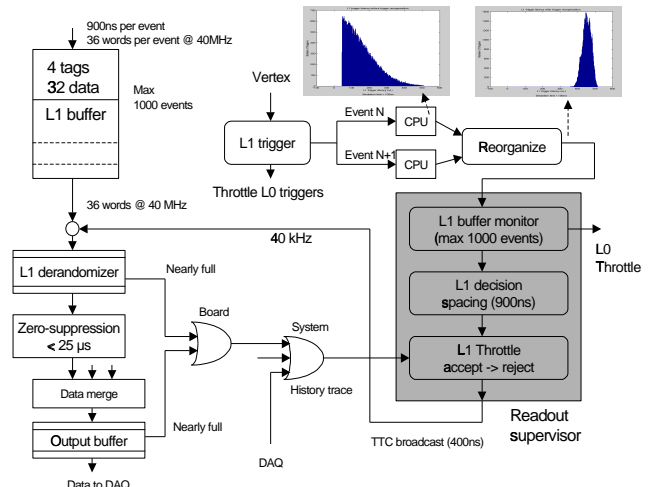 900ns per event
36 words per event @ 40MHz
4 tags
32 data
L1 buffer
Max
1000 events
Vertex
L1 trigger
Event N
CPU
Event N+1
CPU
Reorganize
Throttle L0 triggers
36 words @ 40 MHz
40 kHz
L1 buffer monitor
(max 1000 events)
L0
Throttle
L1 derandomizer
Nearly full
L1 decision
spacing (900ns)
Board
System
Zero-suppression
< 25 µs
L1 Throttle
accept -> reject
History trace
Data merge
Readout
supervisor
Output buffer
Nearly full
TTC broadcast (400ns)
DAQ
Data to DAQ